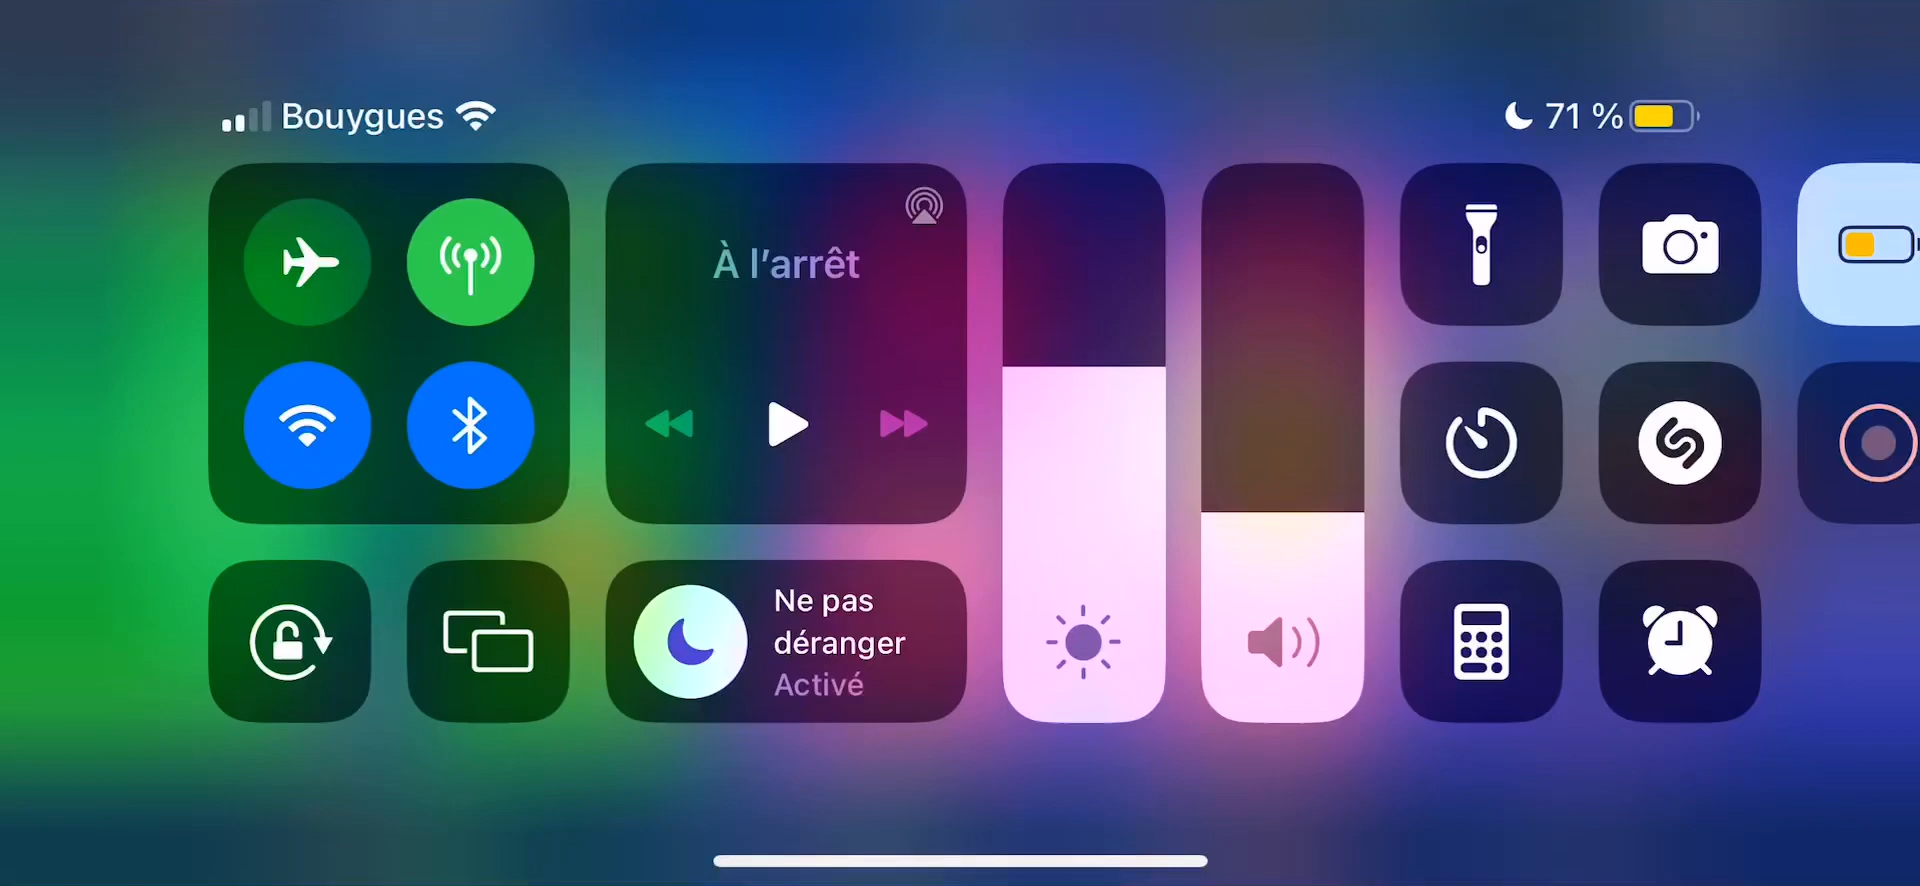 Bouygues
71 %
À l’arrêt
Ne pas
déranger
Activé